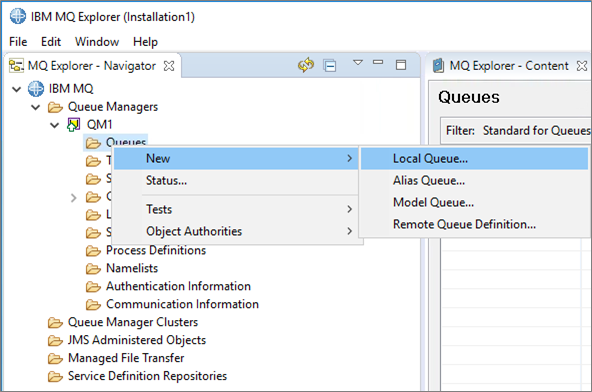 IBM MQ Explorer (Installation1)
File Edit Window Help
MQ Explorer - Navigator
IBM MQ
Queue Managers
QM1
Queues
New
Status...
Tests
Object Authorities
Local Queue...
Alias Queue...
Model Queue...
Remote Queue Definition...
Process Definitions
Namelists
Authentication Information
Communication Information
Queue Manager Clusters
JMS Administered Objects
Managed File Transfer
Service Definition Repositories
MQ Explorer - Content
Queues
Filter: Standard for Queues